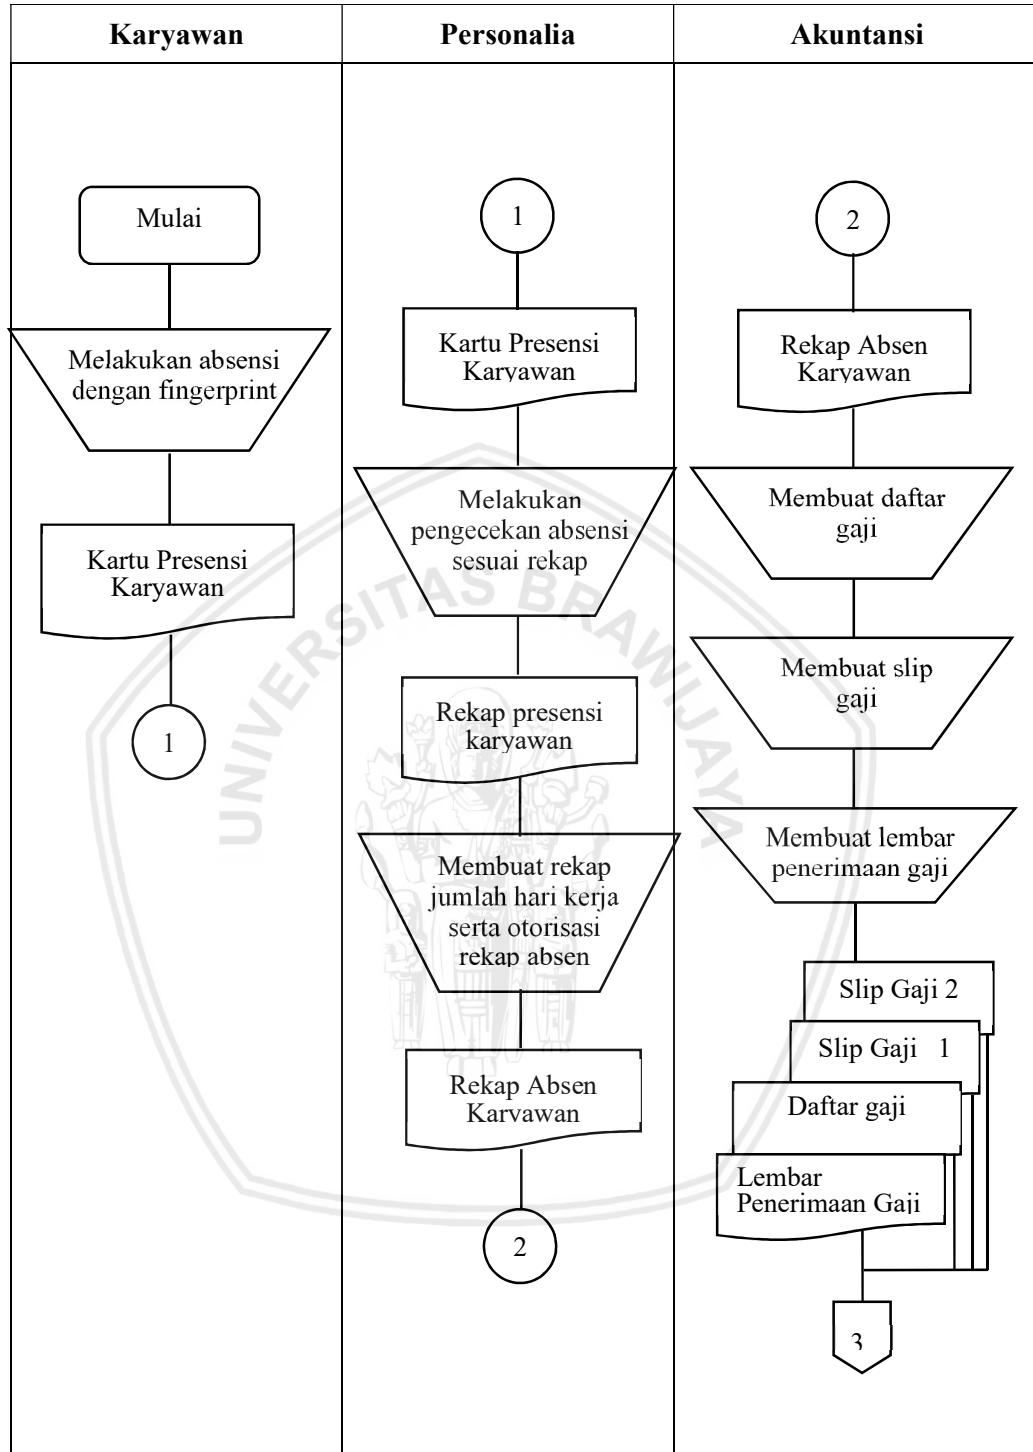 Karyawan
Personalia
Akuntansi
Mulai
Melakukan absensi
dengan fingerprint
Kartu Presensi
Karyawan
1
1
Kartu Presensi
Karyawan
Melakukan
pengecekan absensi
sesuai rekap
Rekap presensi
karyawan
Membuat rekap
jumlah hari kerja
serta otorisasi
rekap absen
Rekap Absen
Karyawan
2
2
Rekap Absen
Karyawan
Membuat daftar
gaji
Membuat slip
gaji
Membuat lembar
penerimaan gaji
Slip Gaji 2
Slip Gaji 1
Daftar gaji
Lembar
Penerimaan Gaji
3
UNIVERSITAS BRAWIJAYA